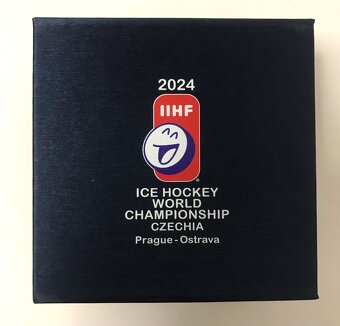 2024
IIHF
ICE HOCKEY
WORLD
CHAMPIONSHIP
CZECHIA
Prague - Ostrava